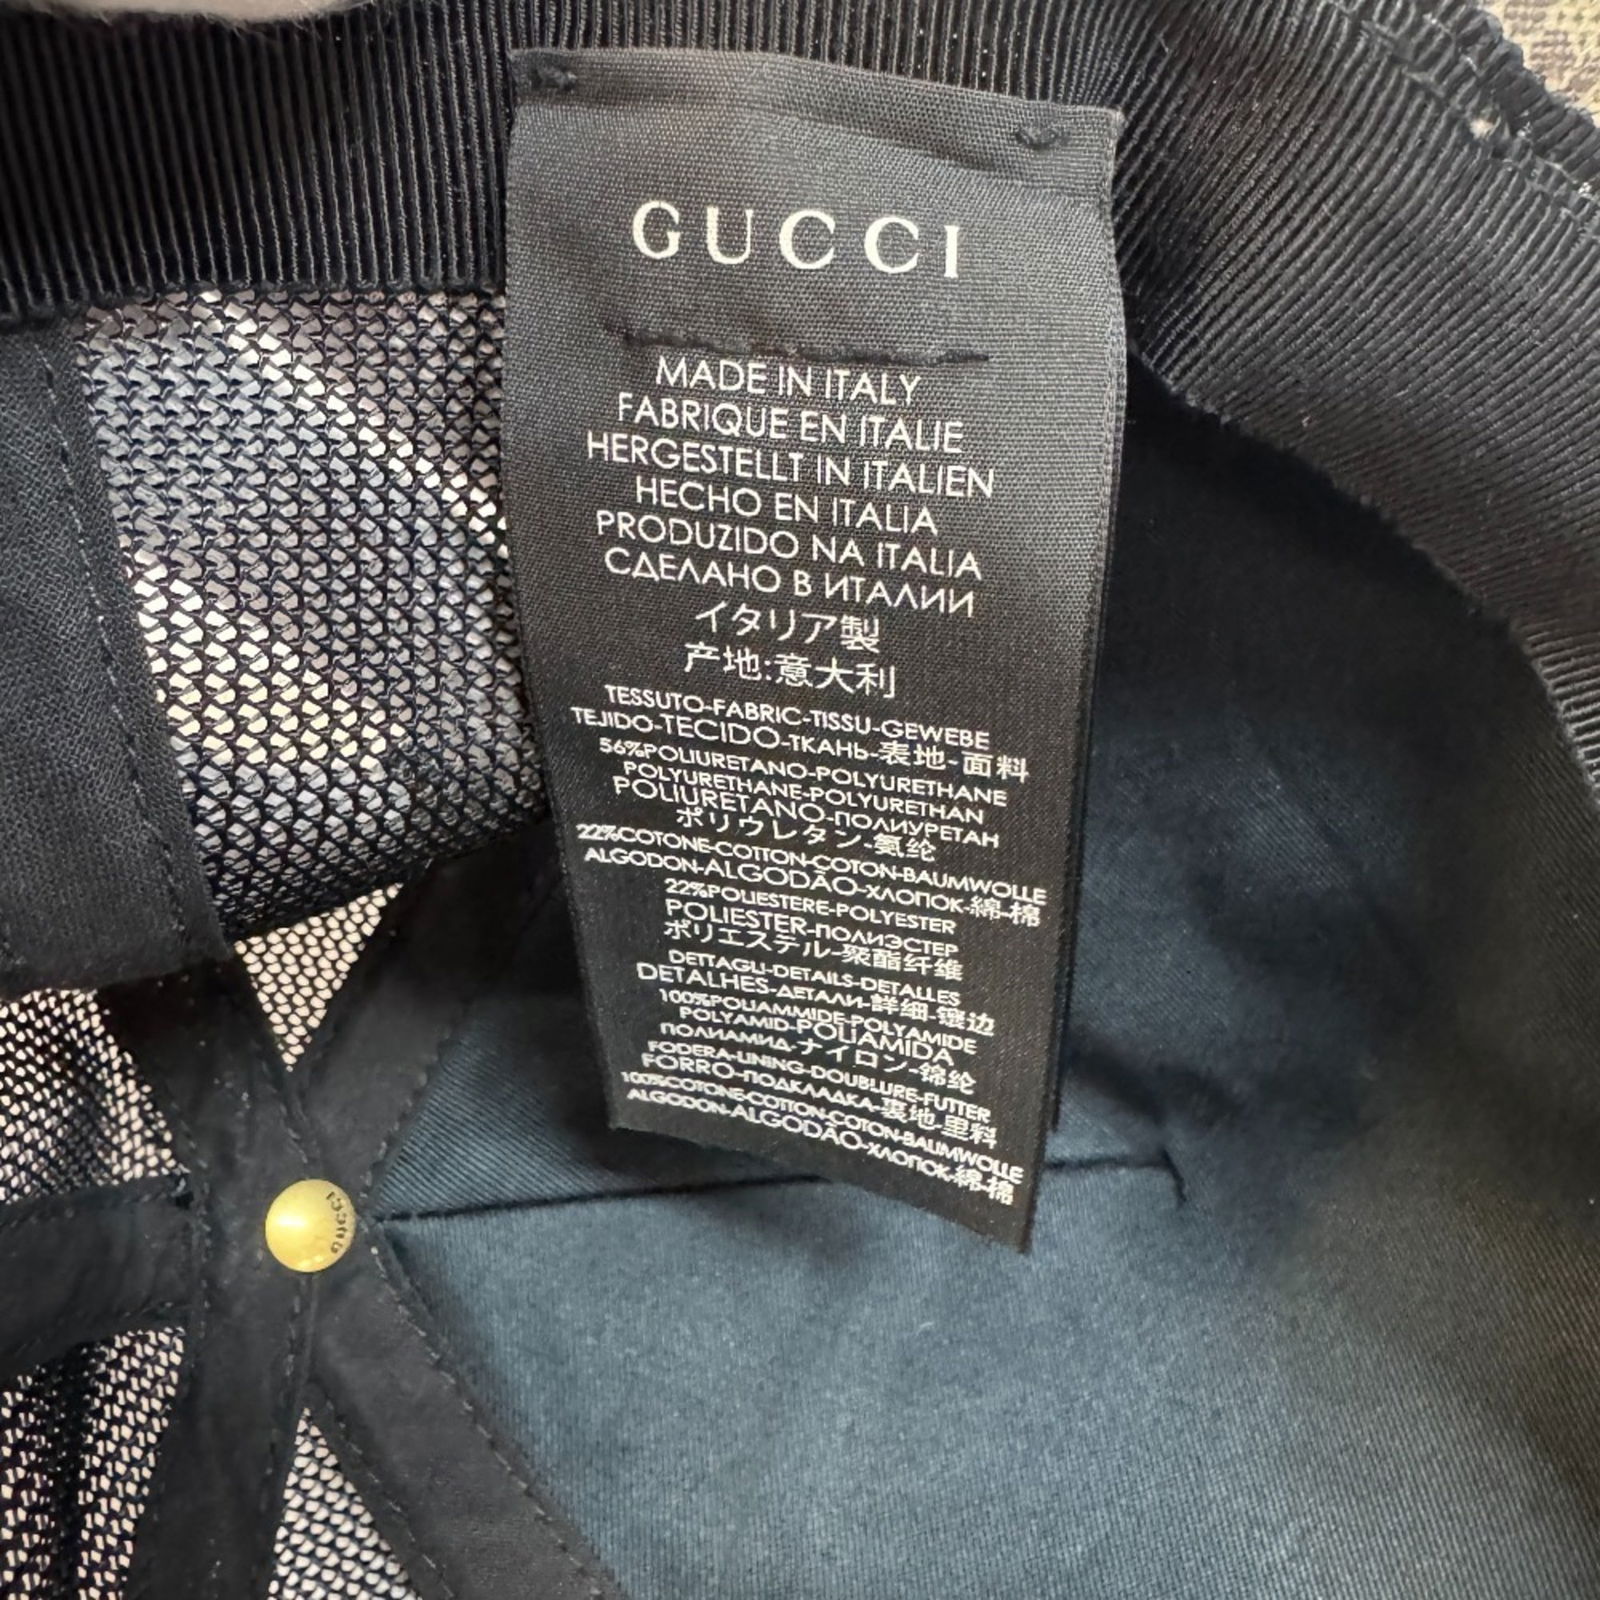 GUCCI
MADE IN ITALY
FABRIQUE EN ITALIE
HERGESTELLT IN ITALIEN
HECHO EN ITALIA
PRODUZIDO NA ITALIA
СДЕЛАНО В ИТАЛИИ
イタリア製
产地:意大利
TESSUTO-FABRIC-TISSU-GEWEBE
TEJIDO-TECIDO-ТКАНЬ-表地-面料
56%POLIURETANO-POLYURETHANE
POLYURETHANE-POLYURETHAN
POLIURETANO-ПОЛИУРЕТАН
ポリウレタン-氨纶
22%COTONE-COTTON-COTON-BAUMWOLLE
ALGODON-ALGODÃO-ХЛОПОК-綿-棉
22%POLIESTERE-POLYESTER
POLIESTER-ПОЛИЭСТЕР
ポリエステル-聚酯纤维
DETTAGLI-DETAILS-DETALLES
DETALHES-ДЕТАЛИ-詳細-镶边
100%POLIAMMIDE-POLYAMIDE
POLYAMID-POLIAMIDA
ПОЛИАМИД-ナイロン-锦纶
FODERA-LINING-DOUBLURE-FUTTER
FORRO-ПОДКЛАДКА-裏地-里料
100%COTONE-COTTON-COTON-BAUMWOLLE
ALGODON-ALGODÃO-ХЛОПОК-綿-棉
GUCCI